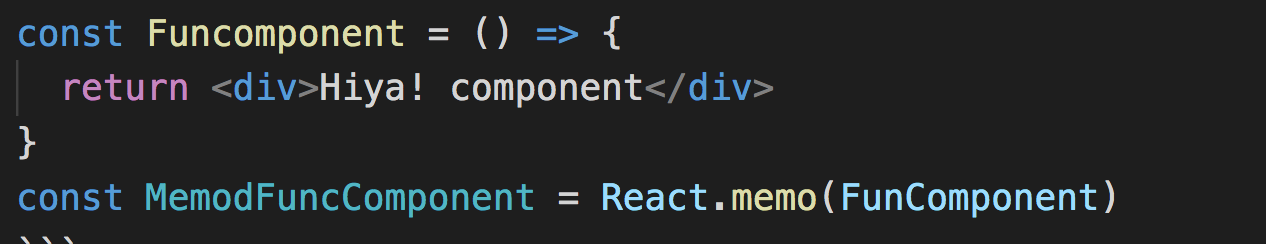 const Funcomponent = () => {
return <div>Hiya! component</div>
}
const MemodFuncComponent = React.memo(FunComponent)